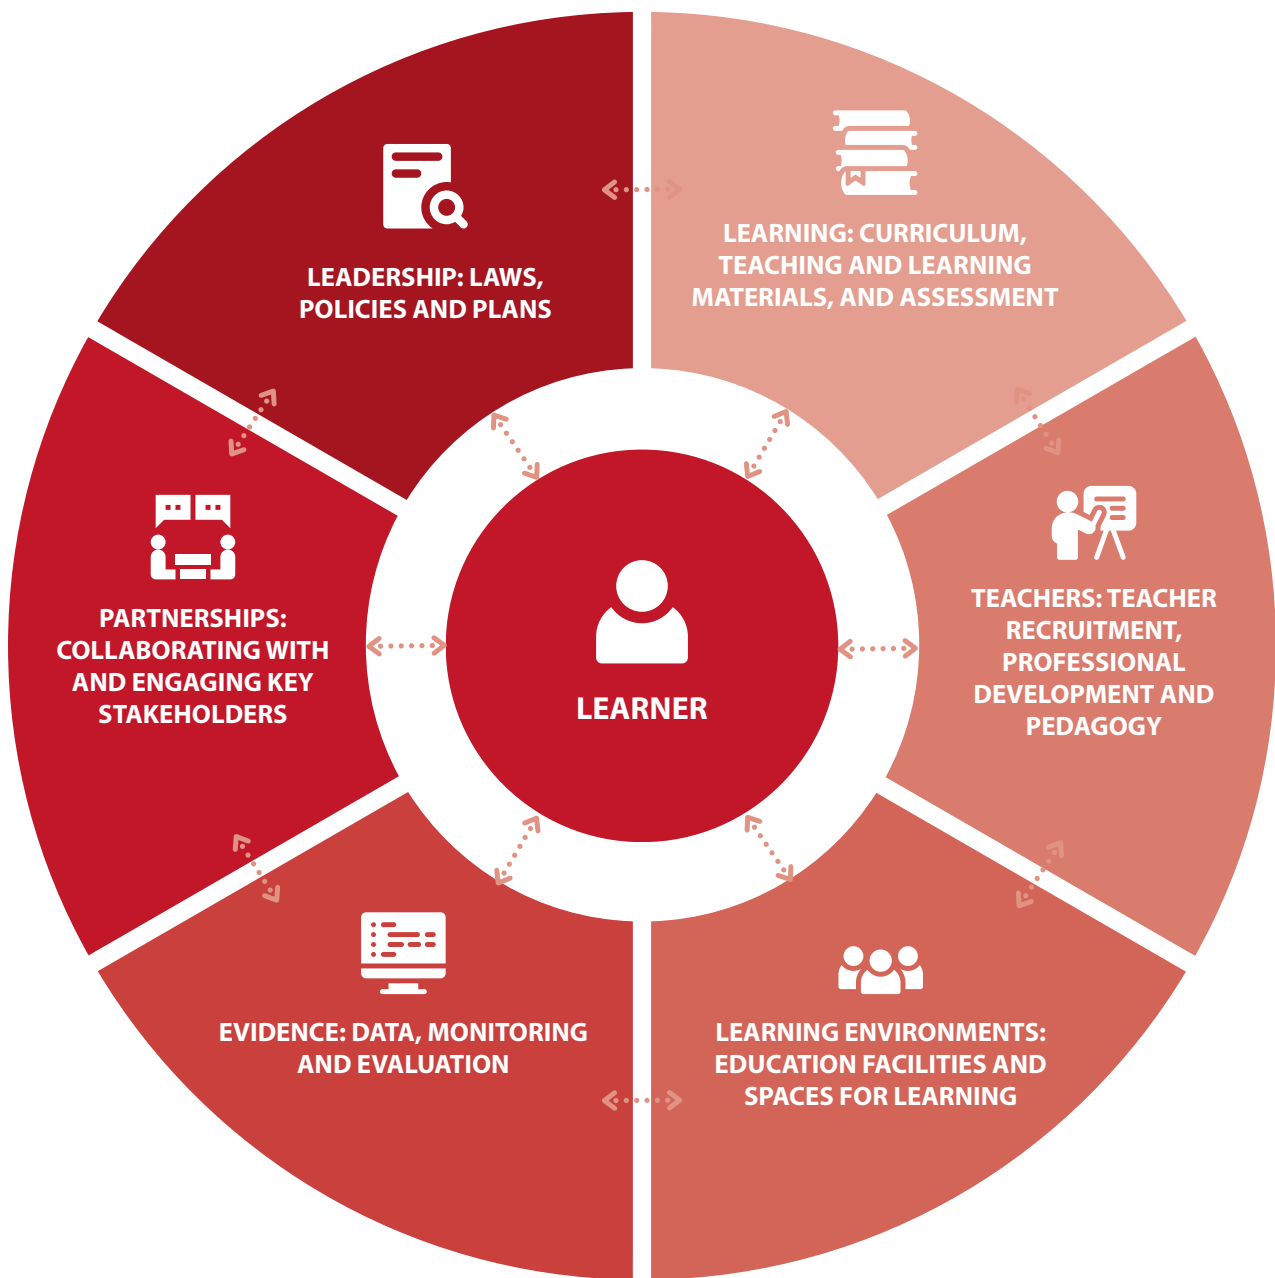 LEADERSHIP: LAWS,
POLICIES AND PLANS
LEARNING: CURRICULUM,
TEACHING AND LEARNING
MATERIALS, AND ASSESSMENT
TEACHERS: TEACHER
RECRUITMENT,
PROFESSIONAL
DEVELOPMENT AND
PEDAGOGY
LEARNING ENVIRONMENTS:
EDUCATION FACILITIES AND
SPACES FOR LEARNING
EVIDENCE: DATA, MONITORING
AND EVALUATION
PARTNERSHIPS:
COLLABORATING WITH
AND ENGAGING KEY
STAKEHOLDERS
LEARNER